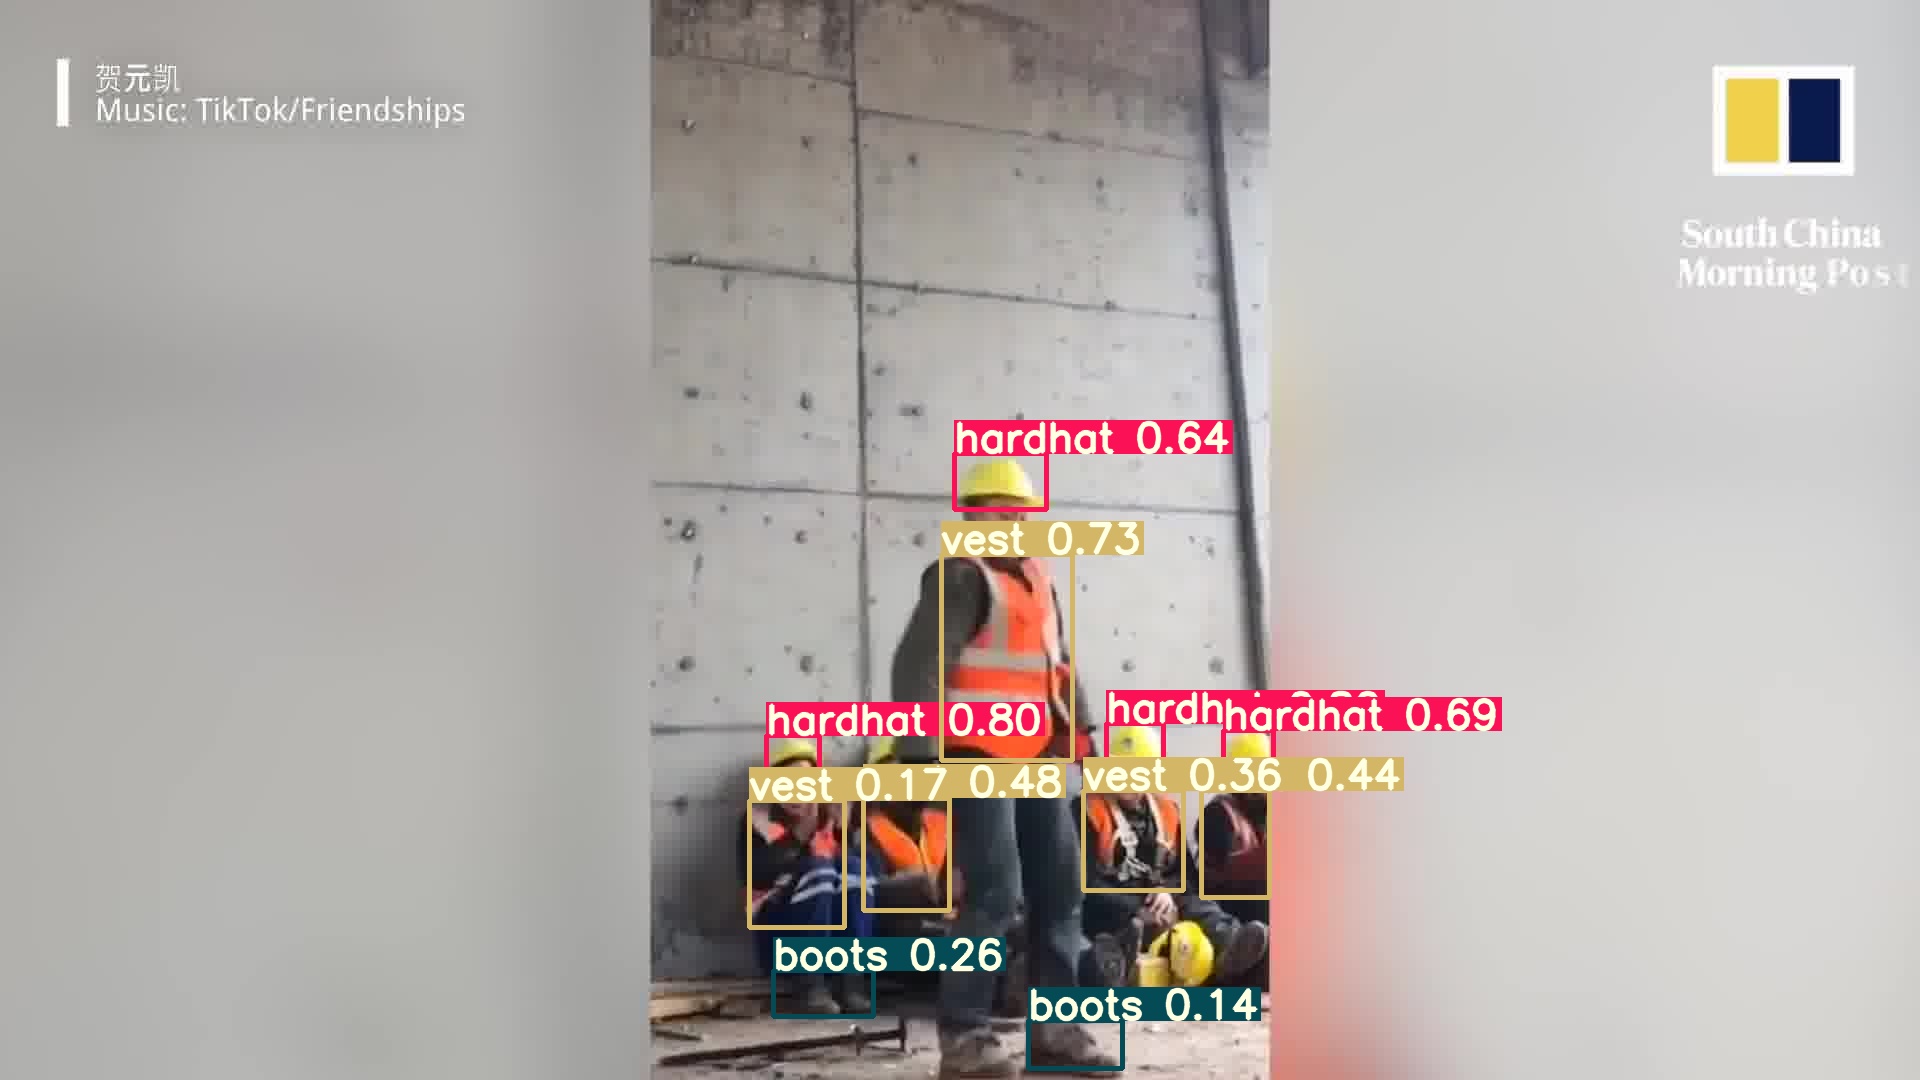 贺元凯
Music: TikTok/Friendships
South China
Morning Post
hardhat 0.64
vest 0.73
hardhat 0.80
hardh
hardhat 0.69
vest 0.17 0.48
vest 0.36 0.44
boots 0.26
boots 0.14